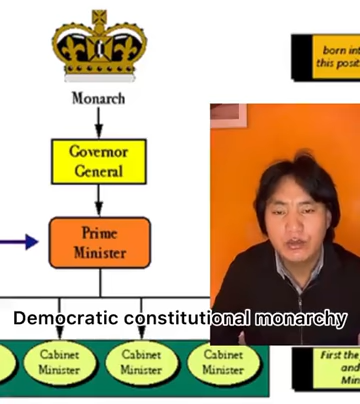 born int
this posit
Monarch
Governor
General
Prime
Minister
Democratic constitutional monarchy
Cabinet
Minister
Cabinet
Minister
Cabinet
Minister
First the
and
Min